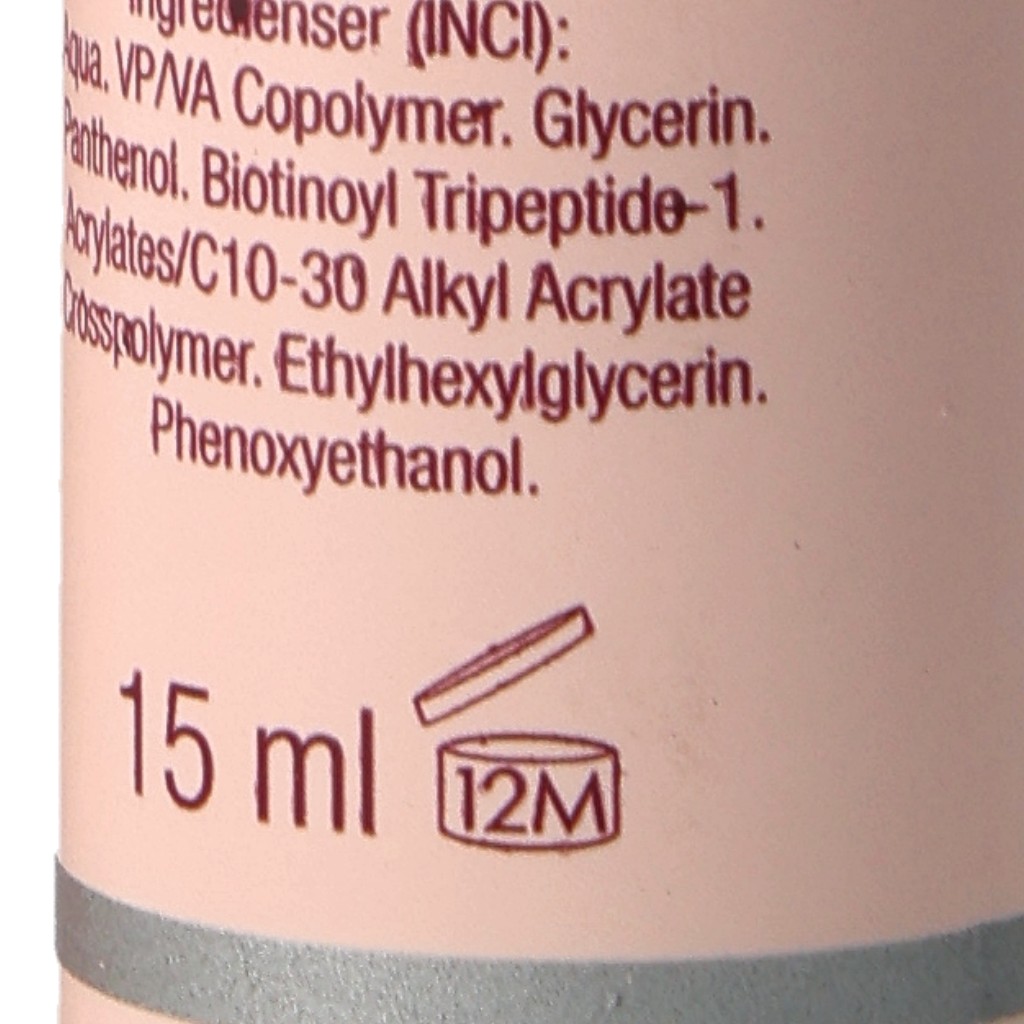 Ingredienser (INCI):
Aqua. VP/VA Copolymer. Glycerin.
Panthenol. Biotinoyl Tripeptide-1.
Acrylates/C10-30 Alkyl Acrylate
Crosspolymer. Ethylhexylglycerin.
Phenoxyethanol.
15 ml
12M